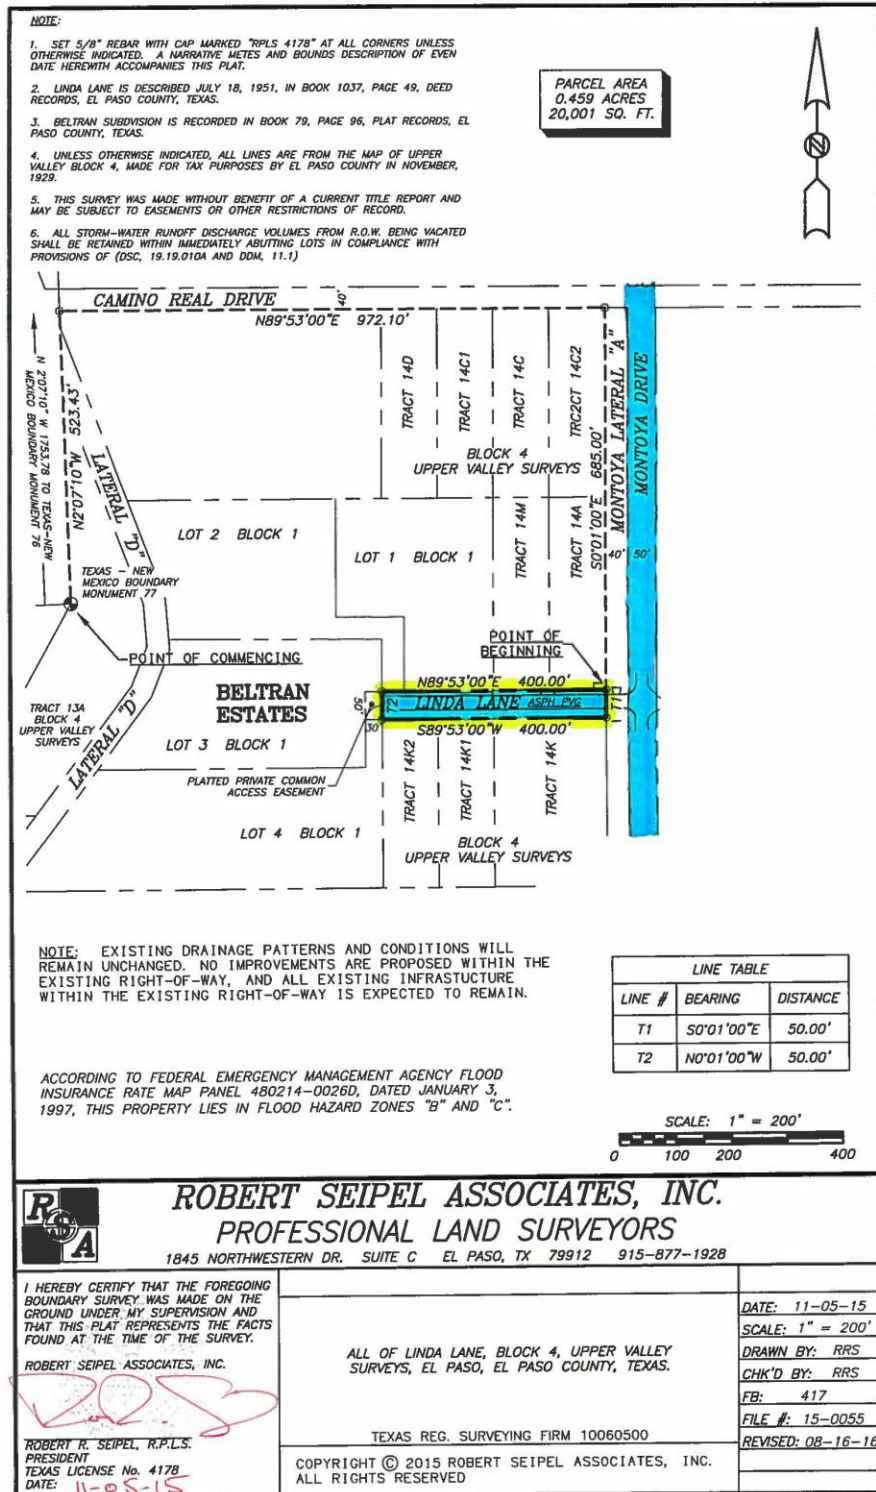 NOTE:
1. SET 5/8" REBAR WITH CAP MARKED "RPLS 4178" AT ALL CORNERS UNLESS
OTHERWISE INDICATED. A NARRATIVE METES AND BOUNDS DESCRIPTION OF EVEN
DATE HEREWITH ACCOMPANIES THIS PLAT.
2. LINDA LANE IS DESCRIBED JULY 18, 1951, IN BOOK 1037, PAGE 49, DEED
RECORDS, EL PASO COUNTY, TEXAS.
3. BELTRAN SUBDVISION IS RECORDED IN BOOK 79, PAGE 96, PLAT RECORDS, EL
PASO COUNTY, TEXAS.
4. UNLESS OTHERWISE INDICATED, ALL LINES ARE FROM THE MAP OF UPPER
VALLEY BLOCK 4, MADE FOR TAX PURPOSES BY EL PASO COUNTY IN NOVEMBER,
1929.
5. THIS SURVEY WAS MADE WITHOUT BENEFIT OF A CURRENT TITLE REPORT AND
MAY BE SUBJECT TO EASEMENTS OR OTHER RESTRICTIONS OF RECORD.
6. ALL STORM-WATER RUNOFF DISCHARGE VOLUMES FROM R.O.W. BEING VACATED
SHALL BE RETAINED WITHIN IMMEDIATELY ABUTTING LOTS IN COMPLIANCE WITH
PROVISIONS OF (DSC, 19.19.010A AND DDM, 11.1)
PARCEL AREA
0.459 ACRES
20,001 SQ. FT.
N
CAMINO REAL DRIVE
40'
N89°53'00"E 972.10'
N 2°07'10" W 1753.78 TO TEXAS-NEW
MEXICO BOUNDARY MONUMENT 76
N2°07'10"W 523.43'
LATERAL "D"
TRACT 14D
TRACT 14C1
TRACT 14C
TRC2CT 14C2
MONTOYA LATERAL "A"
MONTOYA DRIVE
S0°01'00"E 685.00'
BLOCK 4
UPPER VALLEY SURVEYS
LOT 2 BLOCK 1
LOT 1 BLOCK 1
TRACT 14M
TRACT 14A
40' 50'
TEXAS - NEW
MEXICO BOUNDARY
MONUMENT 77
POINT OF COMMENCING
POINT OF
BEGINNING
N89°53'00"E 400.00'
BELTRAN
ESTATES
50'
T2
LINDA LANE
ASPH PVG
T1
S89°53'00"W 400.00'
30'
TRACT 13A
BLOCK 4
UPPER VALLEY
SURVEYS
LATERAL "D"
LOT 3 BLOCK 1
PLATTED PRIVATE COMMON
ACCESS EASEMENT
TRACT 14K2
TRACT 14K1
TRACT 14K
LOT 4 BLOCK 1
BLOCK 4
UPPER VALLEY SURVEYS
NOTE: EXISTING DRAINAGE PATTERNS AND CONDITIONS WILL
REMAIN UNCHANGED. NO IMPROVEMENTS ARE PROPOSED WITHIN THE
EXISTING RIGHT-OF-WAY, AND ALL EXISTING INFRASTUCTURE
WITHIN THE EXISTING RIGHT-OF-WAY IS EXPECTED TO REMAIN.
LINE TABLE
LINE # BEARING DISTANCE
T1 S0°01'00"E 50.00'
T2 N0°01'00"W 50.00'
ACCORDING TO FEDERAL EMERGENCY MANAGEMENT AGENCY FLOOD
INSURANCE RATE MAP PANEL 480214-0026D, DATED JANUARY 3,
1997, THIS PROPERTY LIES IN FLOOD HAZARD ZONES "B" AND "C".
SCALE: 1" = 200'
0 100 200 400
RSA
ROBERT SEIPEL ASSOCIATES, INC.
PROFESSIONAL LAND SURVEYORS
1845 NORTHWESTERN DR. SUITE C EL PASO, TX 79912 915-877-1928
I HEREBY CERTIFY THAT THE FOREGOING
BOUNDARY SURVEY WAS MADE ON THE
GROUND UNDER MY SUPERVISION AND
THAT THIS PLAT REPRESENTS THE FACTS
FOUND AT THE TIME OF THE SURVEY.
ROBERT SEIPEL ASSOCIATES, INC.
ROBERT R. SEIPEL, R.P.L.S.
PRESIDENT
TEXAS LICENSE No. 4178
DATE: 11-05-15
ALL OF LINDA LANE, BLOCK 4, UPPER VALLEY
SURVEYS, EL PASO, EL PASO COUNTY, TEXAS.
TEXAS REG. SURVEYING FIRM 10060500
COPYRIGHT © 2015 ROBERT SEIPEL ASSOCIATES, INC.
ALL RIGHTS RESERVED
DATE: 11-05-15
SCALE: 1" = 200'
DRAWN BY: RRS
CHK'D BY: RRS
FB: 417
FILE #: 15-0055
REVISED: 08-16-16